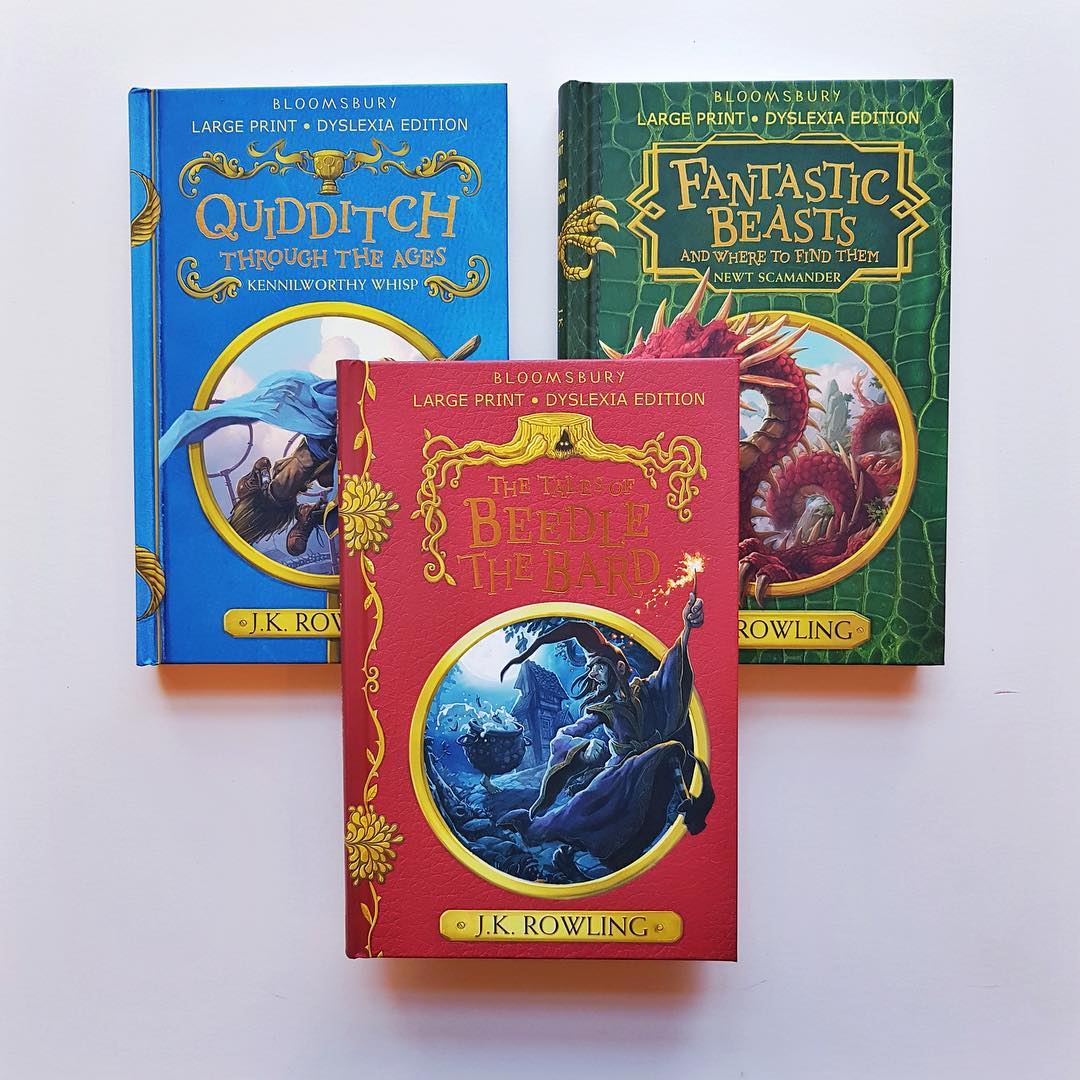 BLOOMSBURY
LARGE PRINT • DYSLEXIA EDITION
QUIDDITCH
THROUGH THE AGES
KENNILWORTHY WHISP
J.K. ROW
BLOOMSBURY
LARGE PRINT • DYSLEXIA EDITION
FANTASTIC
BEASTS
AND WHERE TO FIND THEM
NEWT SCAMANDER
ROWLING
BLOOMSBURY
LARGE PRINT • DYSLEXIA EDITION
THE TALES OF
BEEDLE
THE BARD
J.K. ROWLING